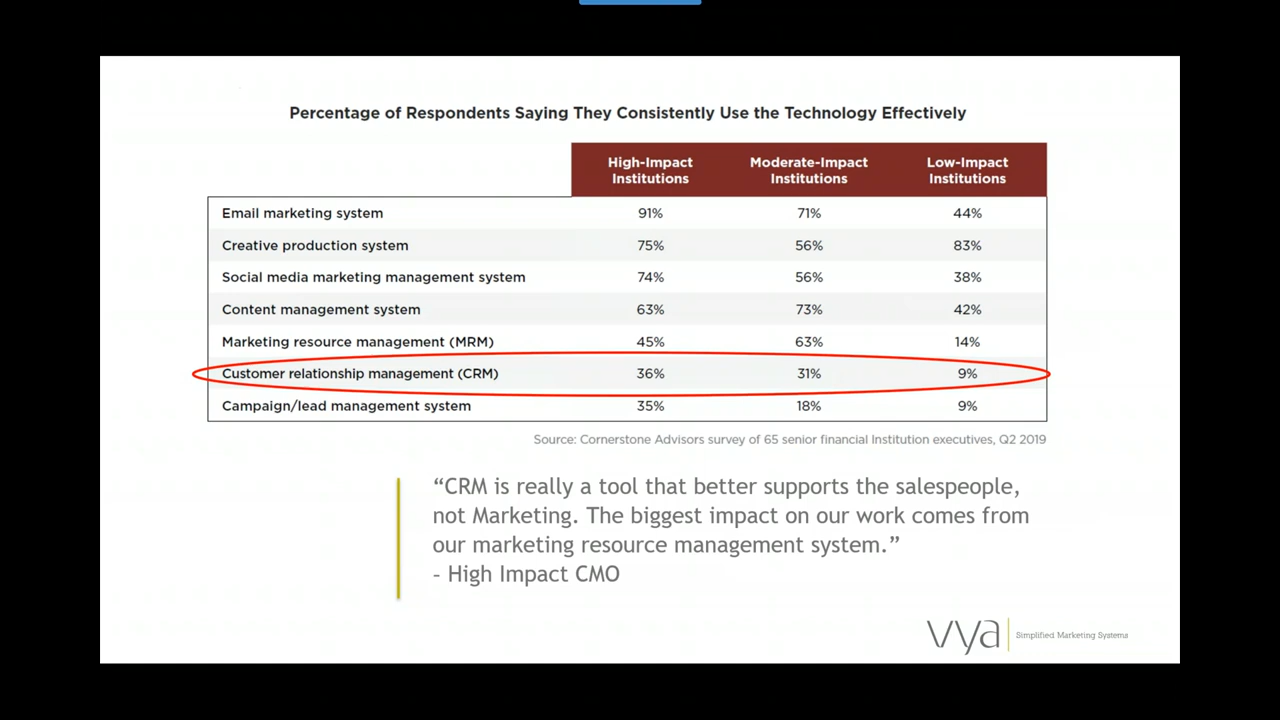 Percentage of Respondents Saying They Consistently Use the Technology Effectively
High-Impact Institutions Moderate-Impact Institutions Low-Impact Institutions
Email marketing system 91% 71% 44%
Creative production system 75% 56% 83%
Social media marketing management system 74% 56% 38%
Content management system 63% 73% 42%
Marketing resource management (MRM) 45% 63% 14%
Customer relationship management (CRM) 36% 31% 9%
Campaign/lead management system 35% 18% 9%
Source: Cornerstone Advisors survey of 65 senior financial Institution executives, Q2 2019
“CRM is really a tool that better supports the salespeople,
not Marketing. The biggest impact on our work comes from
our marketing resource management system.”
- High Impact CMO
vya Simplified Marketing Systems